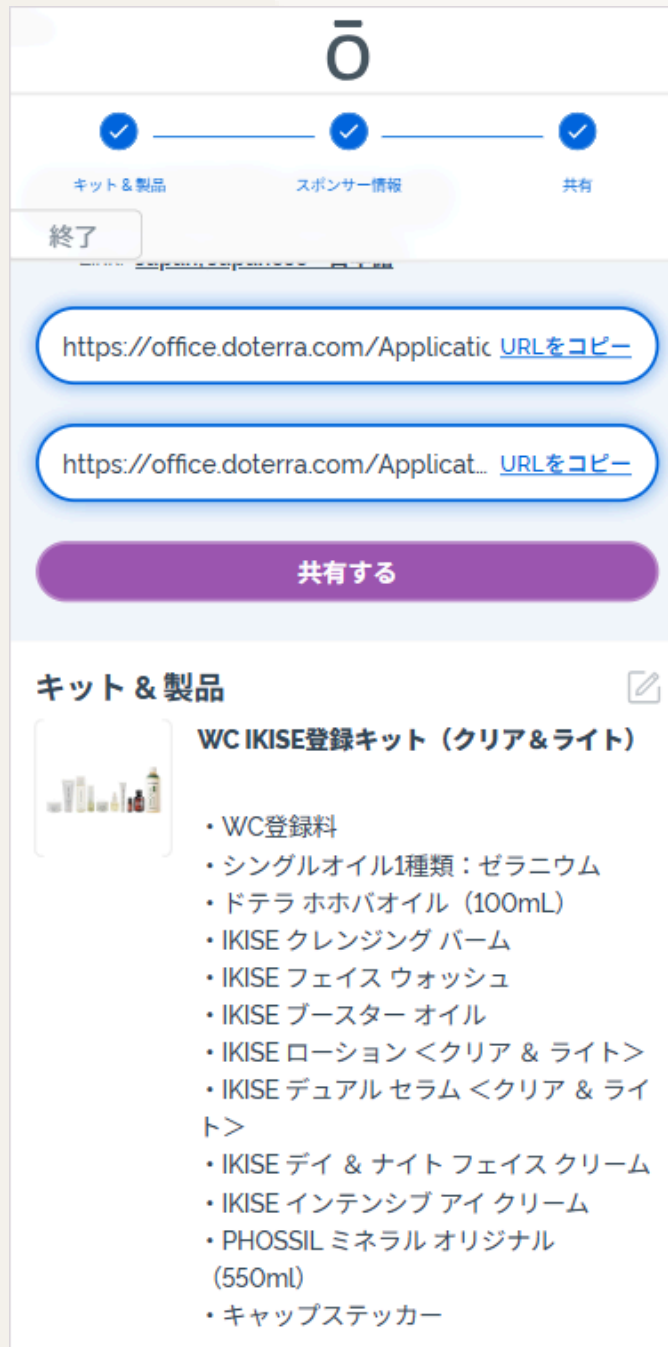 ō
キット & 製品
スポンサー情報
共有
終了
https://office.doterra.com/Applicatic URLをコピー
https://office.doterra.com/Applicat... URLをコピー
共有する
キット & 製品
WC IKISE登録キット（クリア＆ライト）
・WC登録料
・シングルオイル1種類：ゼラニウム
・ドテラ ホホバオイル（100mL）
・IKISE クレンジング バーム
・IKISE フェイス ウォッシュ
・IKISE ブースター オイル
・IKISE ローション ＜クリア ＆ ライト＞
・IKISE デュアル セラム ＜クリア ＆ ライ
ト＞
・IKISE デイ ＆ ナイト フェイス クリーム
・IKISE インテンシブ アイ クリーム
・PHOSSIL ミネラル オリジナル
（550ml）
・キャップステッカー